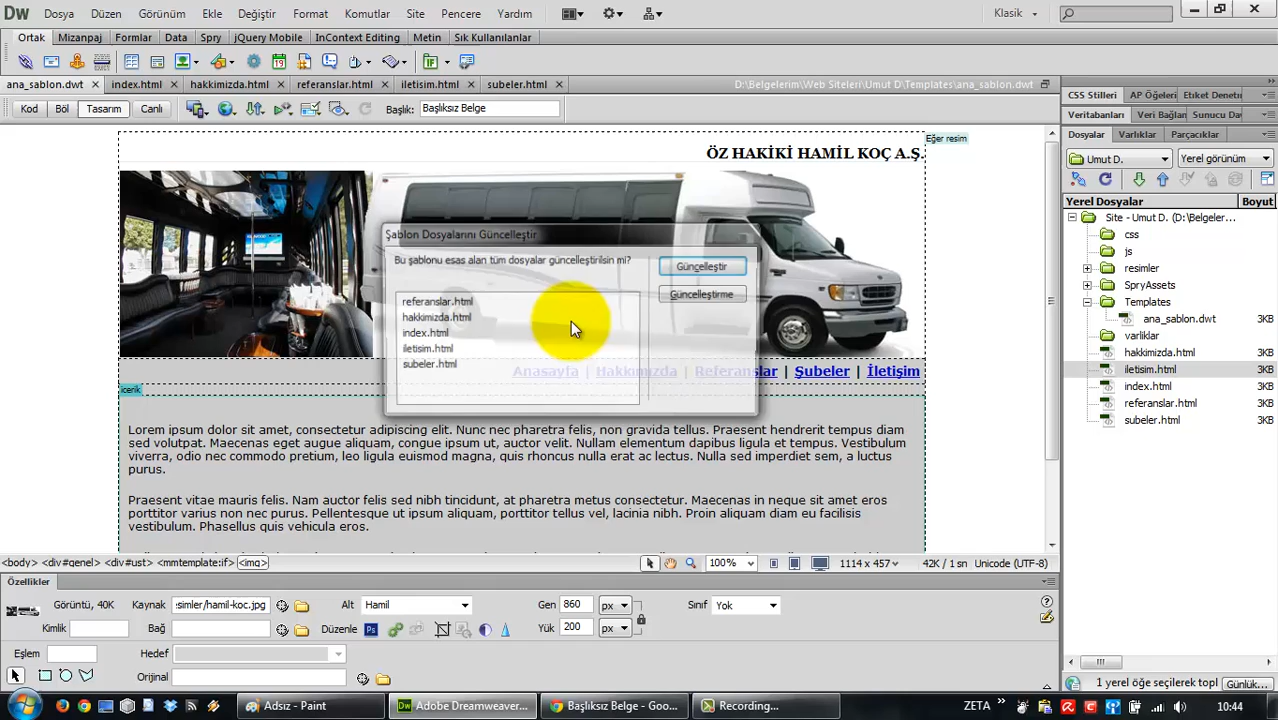 Dw Dosya Düzen Görünüm Ekle Değiştir Format Komutlar Site Pencere Yardım Klasik
Ortak Mizanpaj Formlar Data Spry jQuery Mobile InContext Editing Metin Sık Kullanılanlar
ana_sablon.dwt index.html hakkimizda.html referanslar.html iletisim.html subeler.html D:\Belgelerim\Web Siteleri\Umut D\Templates\ana_sablon.dwt
Kod Böl Tasarım Canlı Başlık: Başlıksız Belge
Eğer resim
ÖZ HAKİKİ HAMİL KOÇ A.Ş.
Şablon Dosyalarını Güncelleştir
Bu şablonu esas alan tüm dosyalar güncelleştirilsin mi?
Güncelleştir
Güncelleştirme
referanslar.html
hakkimizda.html
index.html
iletisim.html
subeler.html
Anasayfa | Hakkımızda | Referanslar | Şubeler | İletişim
icerik
Lorem ipsum dolor sit amet, consectetur adipiscing elit. Nunc nec pharetra felis, non gravida tellus. Praesent hendrerit tempus diam
sed volutpat. Maecenas eget augue aliquam, congue ipsum ut, auctor velit. Nullam elementum dapibus ligula et tempus. Vestibulum
viverra, odio nec commodo pretium, leo ligula euismod magna, quis rhoncus nulla erat ac lectus. Nulla sed imperdiet sem, a luctus
purus.
Praesent vitae mauris felis. Nam auctor felis sed nibh tincidunt, at pharetra metus consectetur. Maecenas in neque sit amet eros
porttitor varius non nec purus. Pellentesque ut ipsum aliquam, porttitor tellus vel, lacinia nibh. Proin aliquam diam eu facilisis
vestibulum. Phasellus quis vehicula eros.
<body> <div#genel> <div#ust> <mmtemplate:if> <img> 100% 1114 x 457 42K / 1 sn Unicode (UTF-8)
Özellikler
Görüntü, 40K Kaynak :simler/hamil-koc.jpg Alt Hamil Gen 860 px Sınıf Yok
Kimlik Bağ Düzenle Yük 200 px
Eşlem Hedef
Orijinal
CSS Stilleri AP Öğeleri Etiket Denetm
Veritabanları Veri Bağlan Sunucu Da
Dosyalar Varlıklar Parçacıklar
Umut D. Yerel görünüm
Yerel Dosyalar Boyut
Site - Umut D. (D:\Belgeler...
css
js
resimler
SpryAssets
Templates
ana_sablon.dwt 3KB
varliklar
hakkimizda.html 3KB
iletisim.html 3KB
index.html 3KB
referanslar.html 3KB
subeler.html 3KB
1 yerel öğe seçilerek topl Günlük...
Adsız - Paint Adobe Dreamweaver... Başlıksız Belge - Goo... Recording... ZETA 10:44